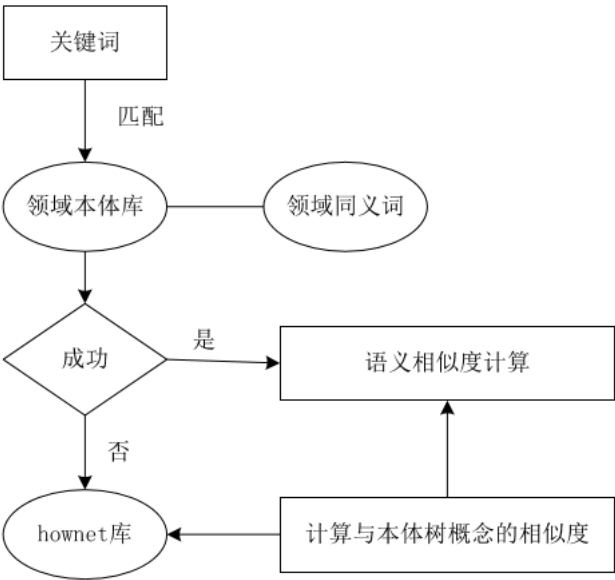 关键词
匹配
领域本体库
领域同义词
成功
是
语义相似度计算
否
hownet库
计算与本体树概念的相似度